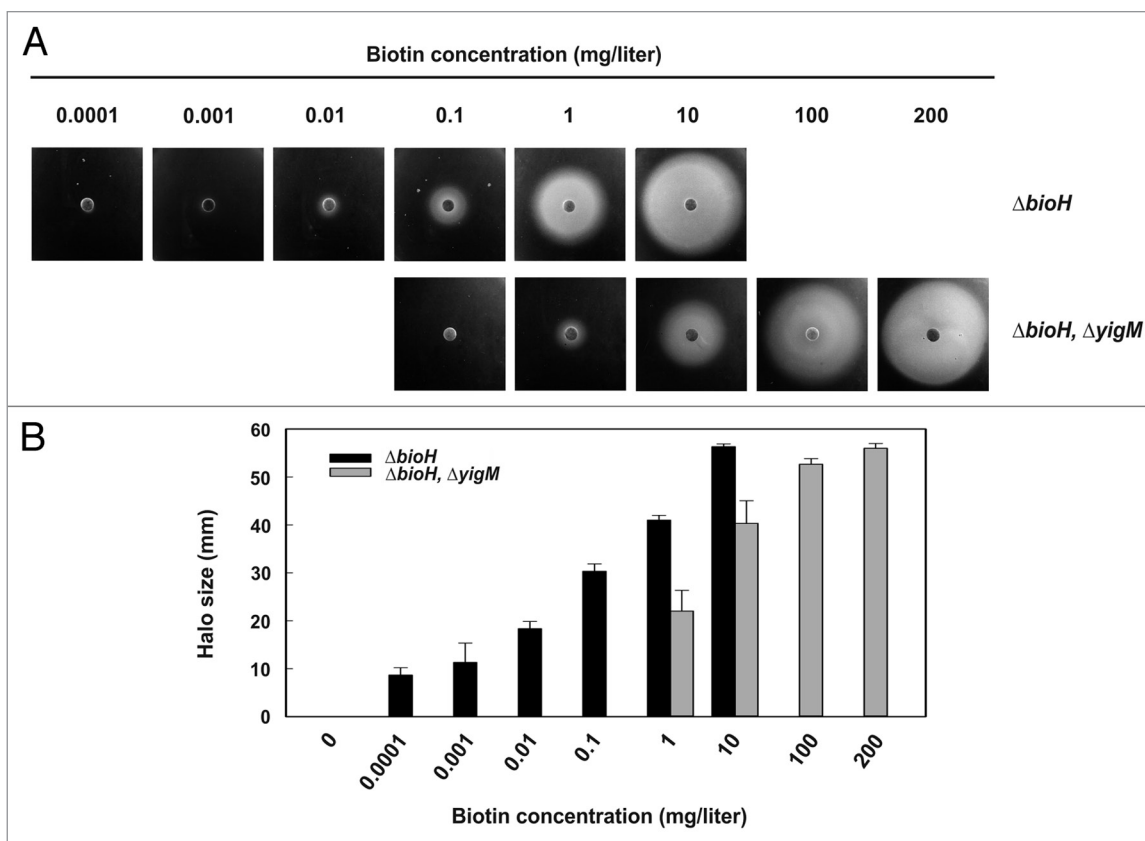 A
Biotin concentration (mg/liter)
0.0001 0.001 0.01 0.1 1 10 100 200
ΔbioH
ΔbioH, ΔyigM
B
60
50
40
30
20
10
0
Halo size (mm)
ΔbioH
ΔbioH, ΔyigM
0 0.0001 0.001 0.01 0.1 1 10 100 200
Biotin concentration (mg/liter)